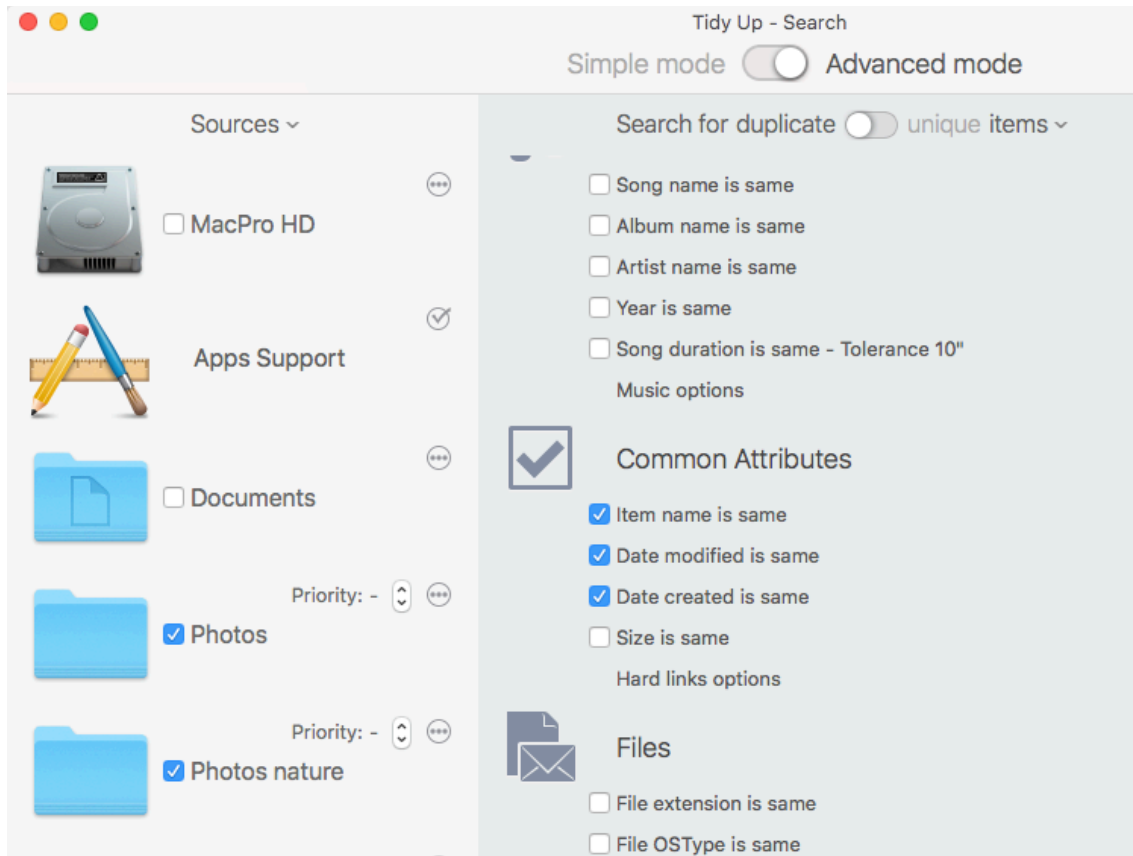 Tidy Up - Search
Simple mode Advanced mode
Sources
MacPro HD
Apps Support
Documents
Priority: -
Photos
Priority: -
Photos nature
Search for duplicate unique items
Song name is same
Album name is same
Artist name is same
Year is same
Song duration is same - Tolerance 10"
Music options
Common Attributes
Item name is same
Date modified is same
Date created is same
Size is same
Hard links options
Files
File extension is same
File OSType is same